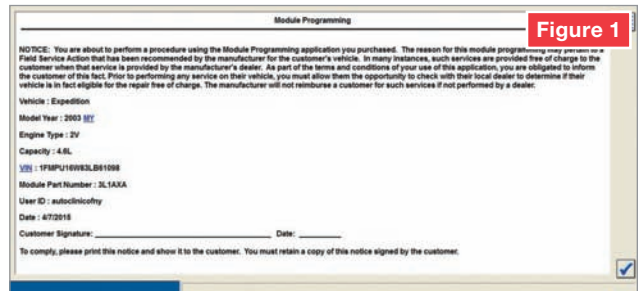 Module Programming
Figure 1
NOTICE: You are about to perform a procedure using the Module Programming application you purchased. The reason for this module programming may pertain to a
Field Service Action that has been recommended by the manufacturer for the customer's vehicle. In many instances, such services are provided free of charge to the
customer when that service is provided by the manufacturer's dealer. As part of the terms and conditions of your use of this application, you are obligated to inform
the customer of this fact. Prior to performing any service on their vehicle, you must allow them the opportunity to check with their local dealer to determine if their
vehicle is in fact eligible for the repair free of charge. The manufacturer will not reimburse a customer for such services if not performed by a dealer.
Vehicle : Expedition
Model Year : 2003 MY
Engine Type : 2V
Capacity : 4.6L
VIN : 1FMPU16W83LB61098
Module Part Number : 3L1AXA
User ID : autoclinicofny
Date : 4/7/2018
Customer Signature: Date:
To comply, please print this notice and show it to the customer. You must retain a copy of this notice signed by the customer.